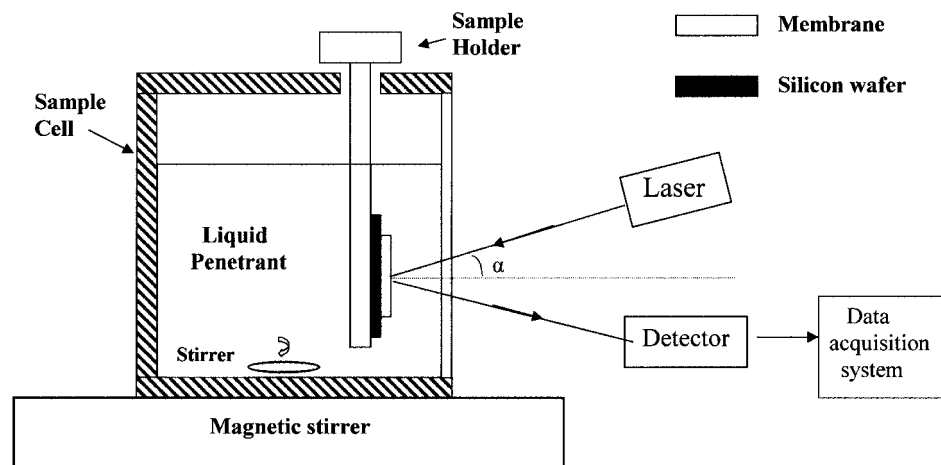 Sample
Holder
Membrane
Silicon wafer
Sample
Cell
Laser
Liquid
Penetrant
α
Stirrer
Detector
Data
acquisition
system
Magnetic stirrer